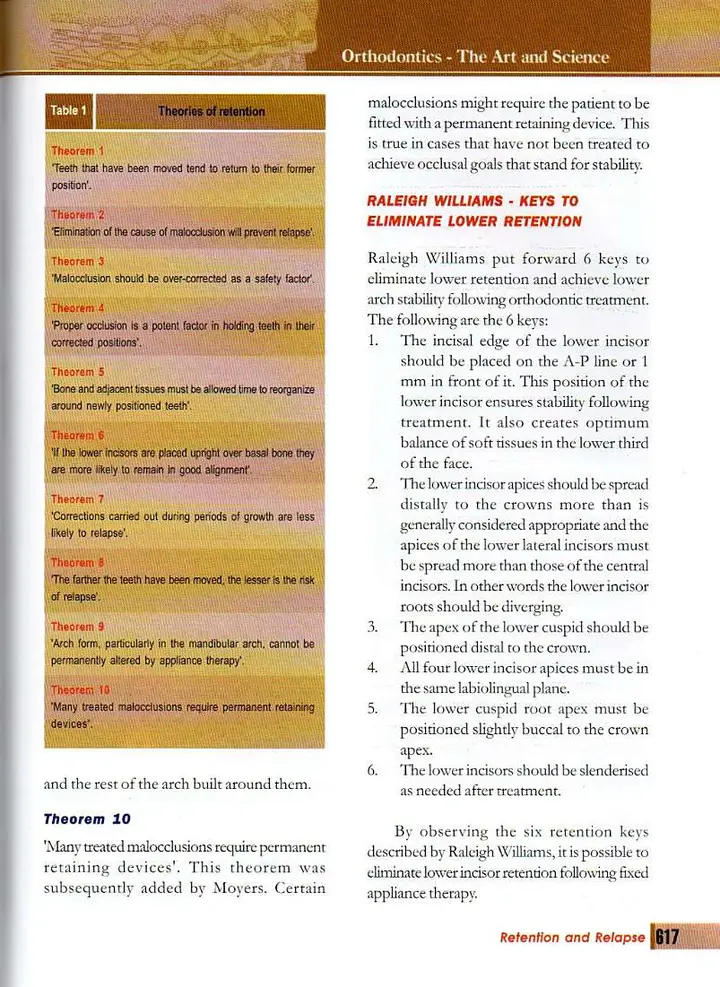 Orthodontics - The Art and Science
Table 1
Theories of retention
Theorem 1
'Teeth that have been moved tend to return to their former
position'.
Theorem 2
'Elimination of the cause of malocclusion will prevent relapse'.
Theorem 3
'Malocclusion should be over-corrected as a safety factor'.
Theorem 4
'Proper occlusion is a potent factor in holding teeth in their
corrected positions'.
Theorem 5
'Bone and adjacent tissues must be allowed time to reorganize
around newly positioned teeth'.
Theorem 6
'If the lower incisors are placed upright over basal bone they
are more likely to remain in good alignment'.
Theorem 7
'Corrections carried out during periods of growth are less
likely to relapse'.
Theorem 8
'The farther the teeth have been moved, the lesser is the risk
of relapse'.
Theorem 9
'Arch form, particularly in the mandibular arch, cannot be
permanently altered by appliance therapy'.
Theorem 10
'Many treated malocclusions require permanent retaining
devices'.
and the rest of the arch built around them.
Theorem 10
'Many treated malocclusions require permanent
retaining devices'. This theorem was
subsequently added by Moyers. Certain
malocclusions might require the patient to be
fitted with a permanent retaining device. This
is true in cases that have not been treated to
achieve occlusal goals that stand for stability.
RALEIGH WILLIAMS - KEYS TO
ELIMINATE LOWER RETENTION
Raleigh Williams put forward 6 keys to
eliminate lower retention and achieve lower
arch stability following orthodontic treatment.
The following are the 6 keys:
1. The incisal edge of the lower incisor
should be placed on the A-P line or 1
mm in front of it. This position of the
lower incisor ensures stability following
treatment. It also creates optimum
balance of soft tissues in the lower third
of the face.
2. The lower incisor apices should be spread
distally to the crowns more than is
generally considered appropriate and the
apices of the lower lateral incisors must
be spread more than those of the central
incisors. In other words the lower incisor
roots should be diverging.
3. The apex of the lower cuspid should be
positioned distal to the crown.
4. All four lower incisor apices must be in
the same labiolingual plane.
5. The lower cuspid root apex must be
positioned slightly buccal to the crown
apex.
6. The lower incisors should be slenderised
as needed after treatment.
By observing the six retention keys
described by Raleigh Williams, it is possible to
eliminate lower incisor retention following fixed
appliance therapy.
Retention and Relapse 617